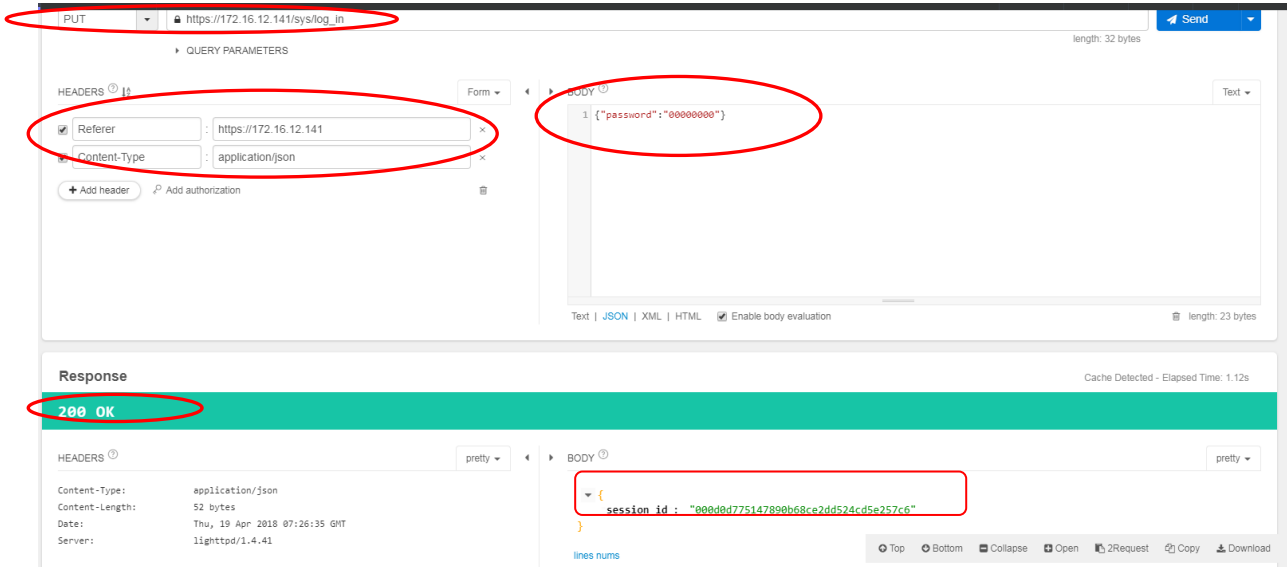 PUT https://172.16.12.141/sys/log_in Send
length: 32 bytes
QUERY PARAMETERS
HEADERS Form BODY Text
1 {"password":"00000000"}
Referer : https://172.16.12.141 ×
Content-Type : application/json ×
+ Add header Add authorization
Text | JSON | XML | HTML Enable body evaluation length: 23 bytes
Response Cache Detected - Elapsed Time: 1.12s
200 OK
HEADERS pretty BODY pretty
Content-Type: application/json
Content-Length: 52 bytes
Date: Thu, 19 Apr 2018 07:26:35 GMT
Server: lighttpd/1.4.41
{
session_id : "000d0d775147890b68ce2dd524cd5e257c6"
}
lines nums
Top Bottom Collapse Open 2Request Copy Download